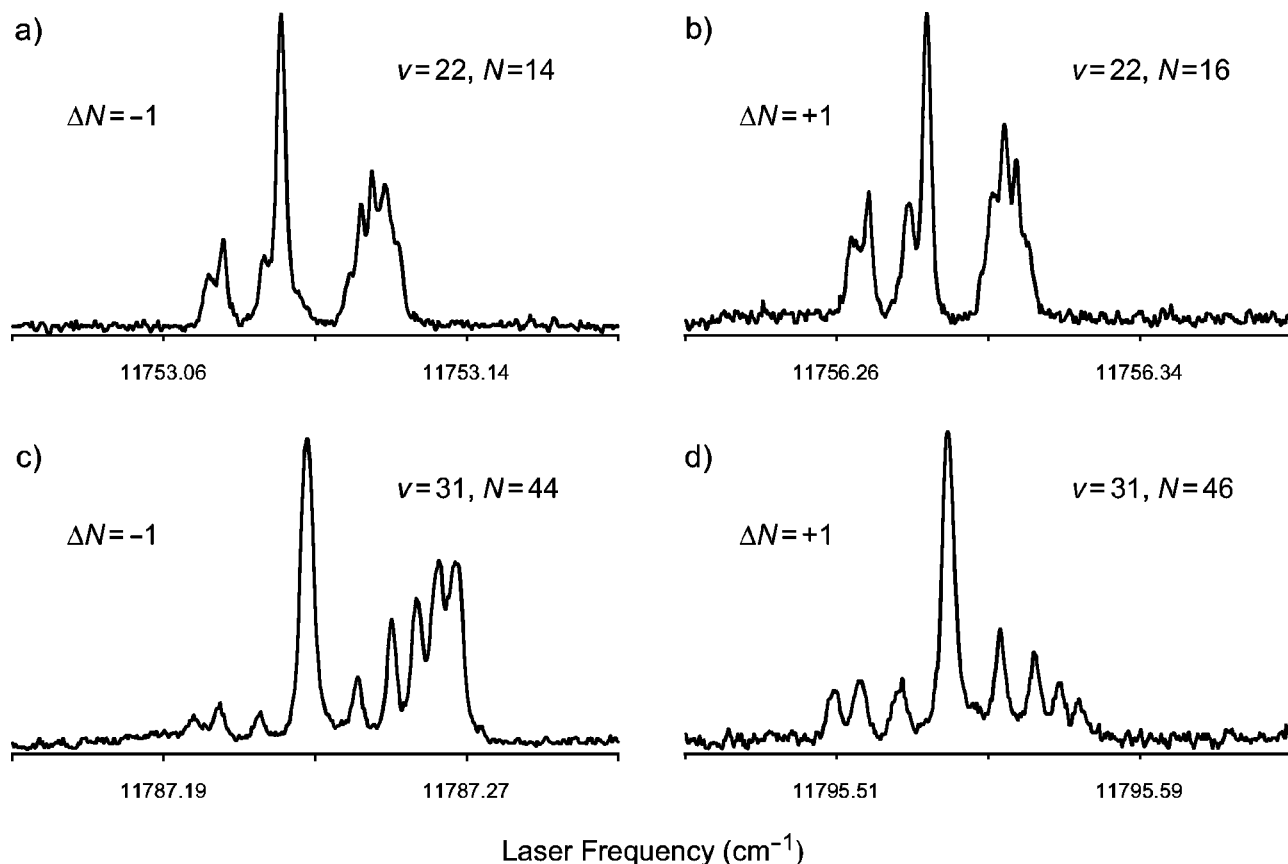 a)
v=22, N=14
ΔN=−1
11753.06
11753.14
b)
v=22, N=16
ΔN=+1
11756.26
11756.34
c)
v=31, N=44
ΔN=−1
11787.19
11787.27
d)
v=31, N=46
ΔN=+1
11795.51
11795.59
Laser Frequency (cm⁻¹)